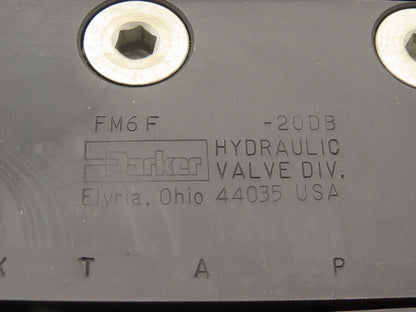 FM6F -20DB
Parker HYDRAULIC
VALVE DIV.
Elyria, Ohio 44035 USA
X T A P